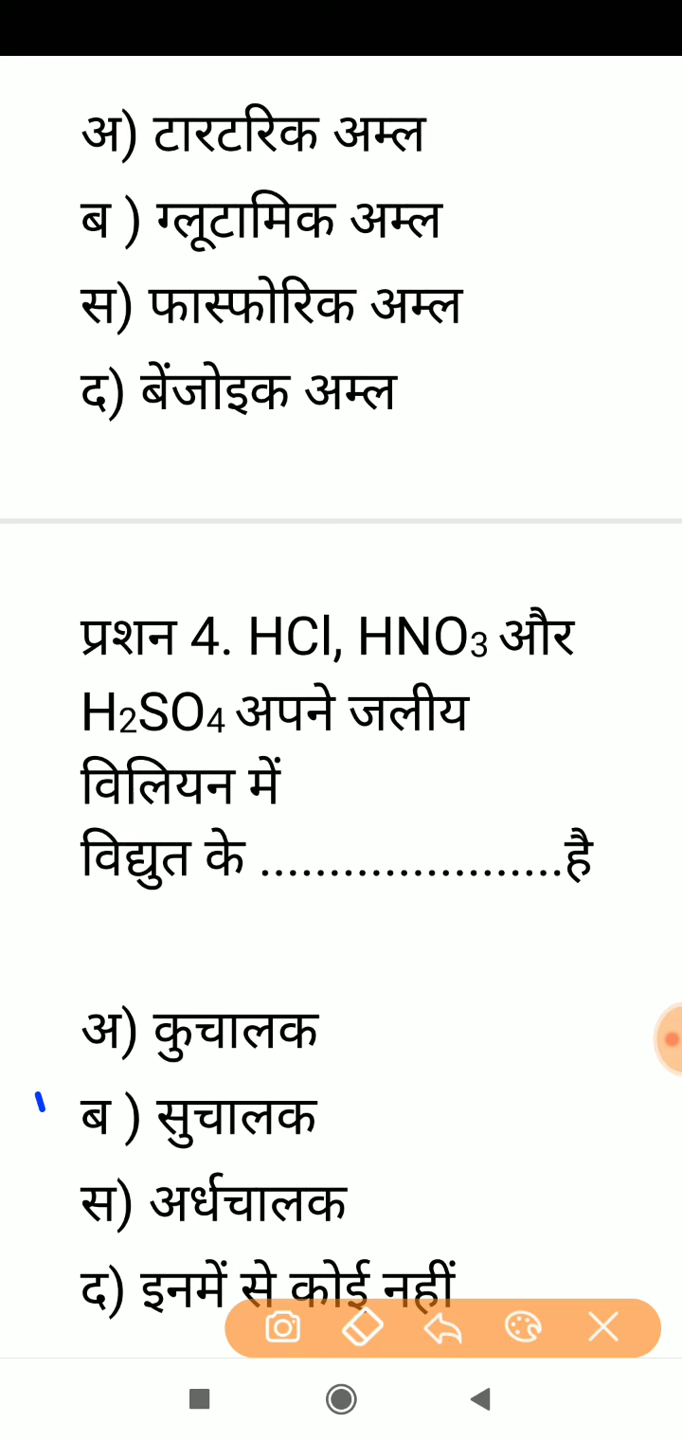 अ) टारटरिक अम्ल
ब ) ग्लूटामिक अम्ल
स) फास्फोरिक अम्ल
द) बेंजोइक अम्ल
प्रशन 4. HCl, HNO₃ और
H₂SO₄ अपने जलीय
विलियन में
विद्युत के ......................है
अ) कुचालक
ब ) सुचालक
स) अर्धचालक
द) इनमें से कोई नहीं